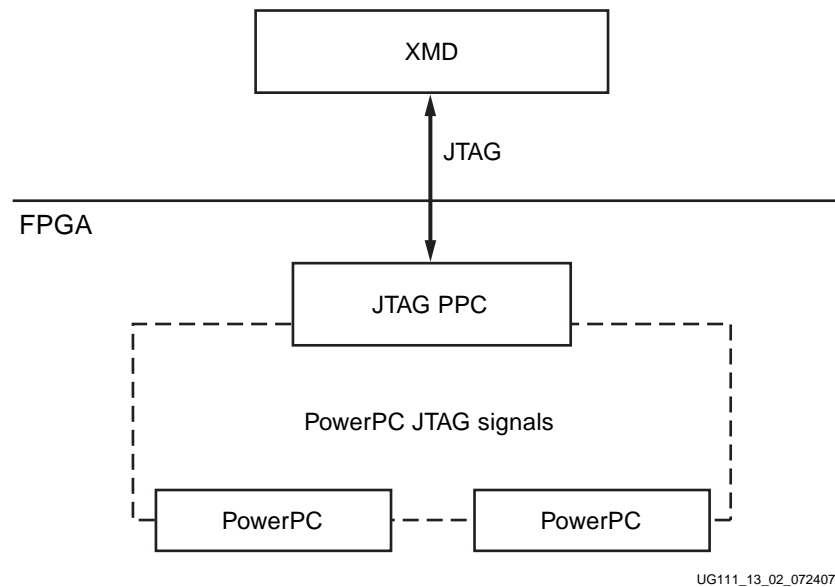 XMD
JTAG
FPGA
JTAG PPC
PowerPC JTAG signals
PowerPC PowerPC
UG111_13_02_072407